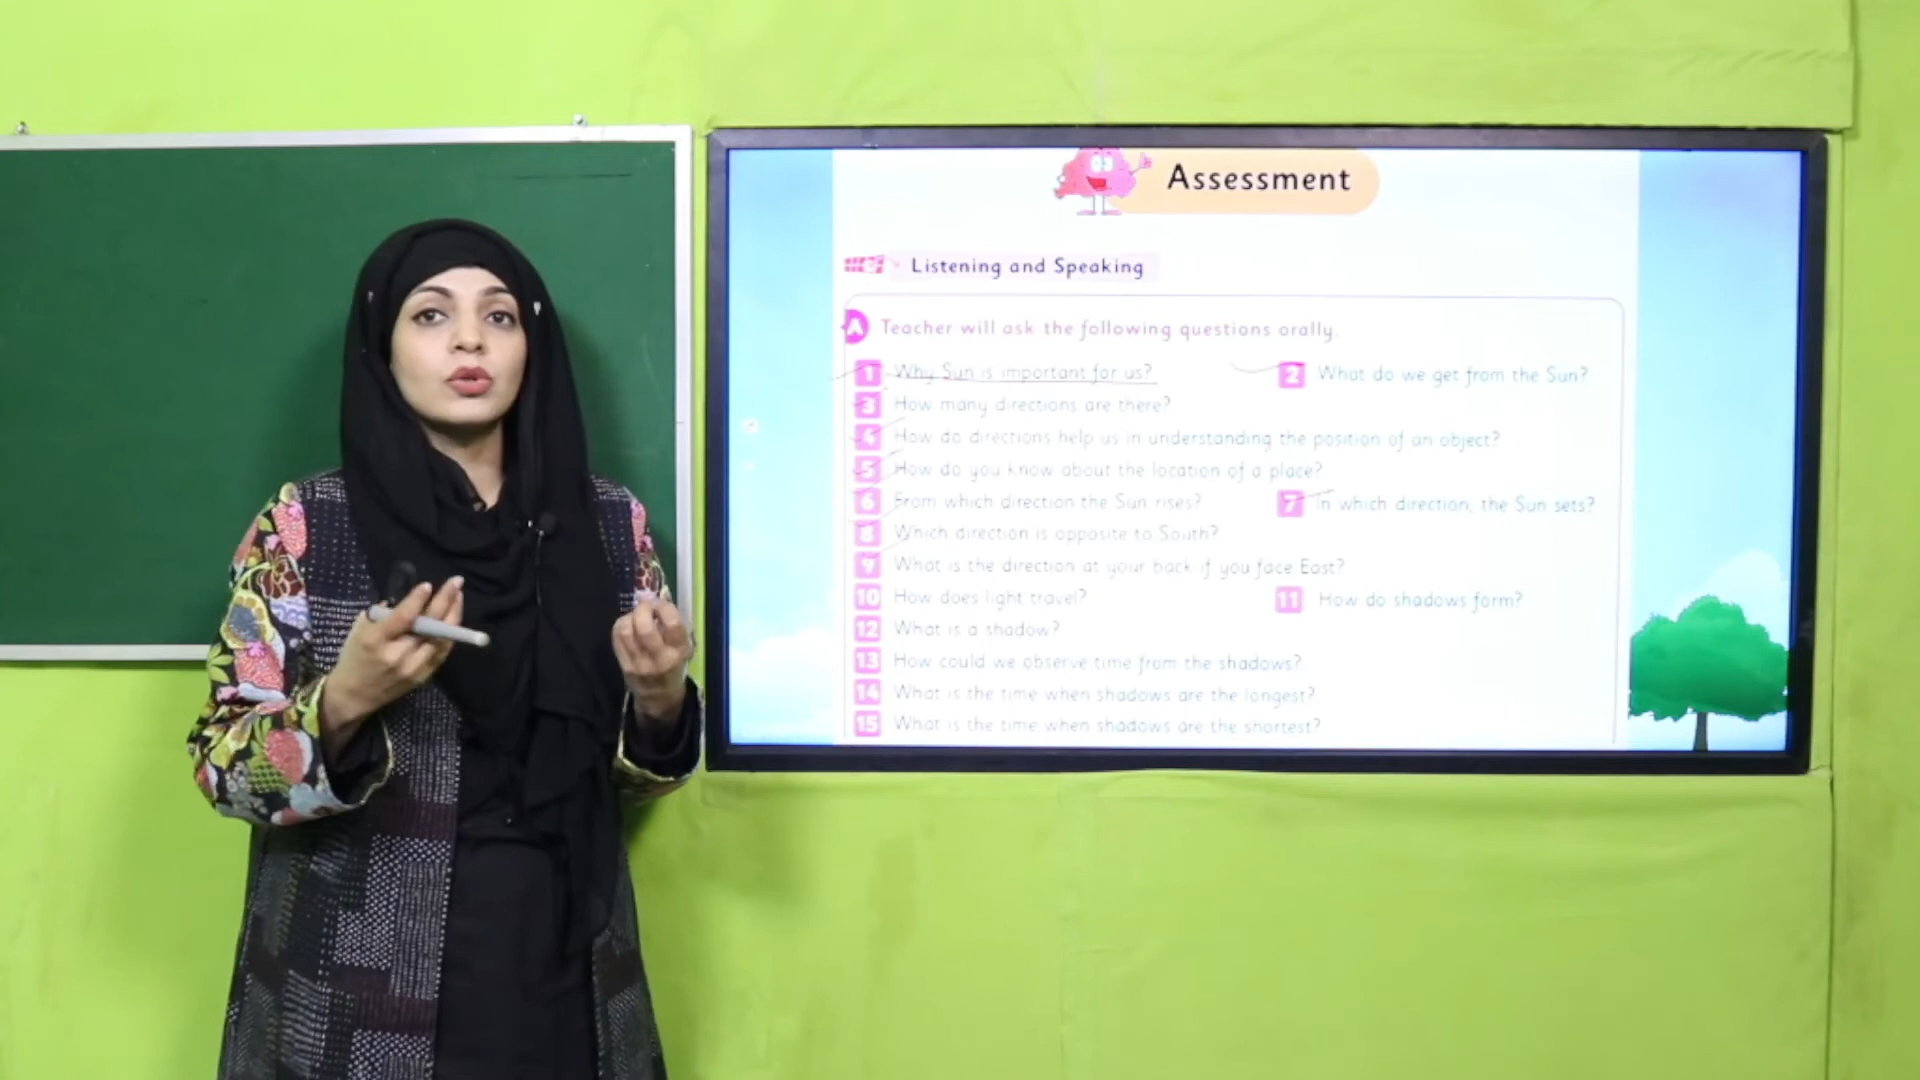 Assessment
Listening and Speaking
A Teacher will ask the following questions orally.
1 Why Sun is important for us? 2 What do we get from the Sun?
3 How many directions are there?
4 How do directions help us in understanding the position of an object?
5 How do you know about the location of a place?
6 From which direction the Sun rises? 7 In which direction, the Sun sets?
8 Which direction is opposite to South?
9 What is the direction at your back if you face East?
10 How does light travel? 11 How do shadows form?
12 What is a shadow?
13 How could we observe time from the shadows?
14 What is the time when shadows are the longest?
15 What is the time when shadows are the shortest?